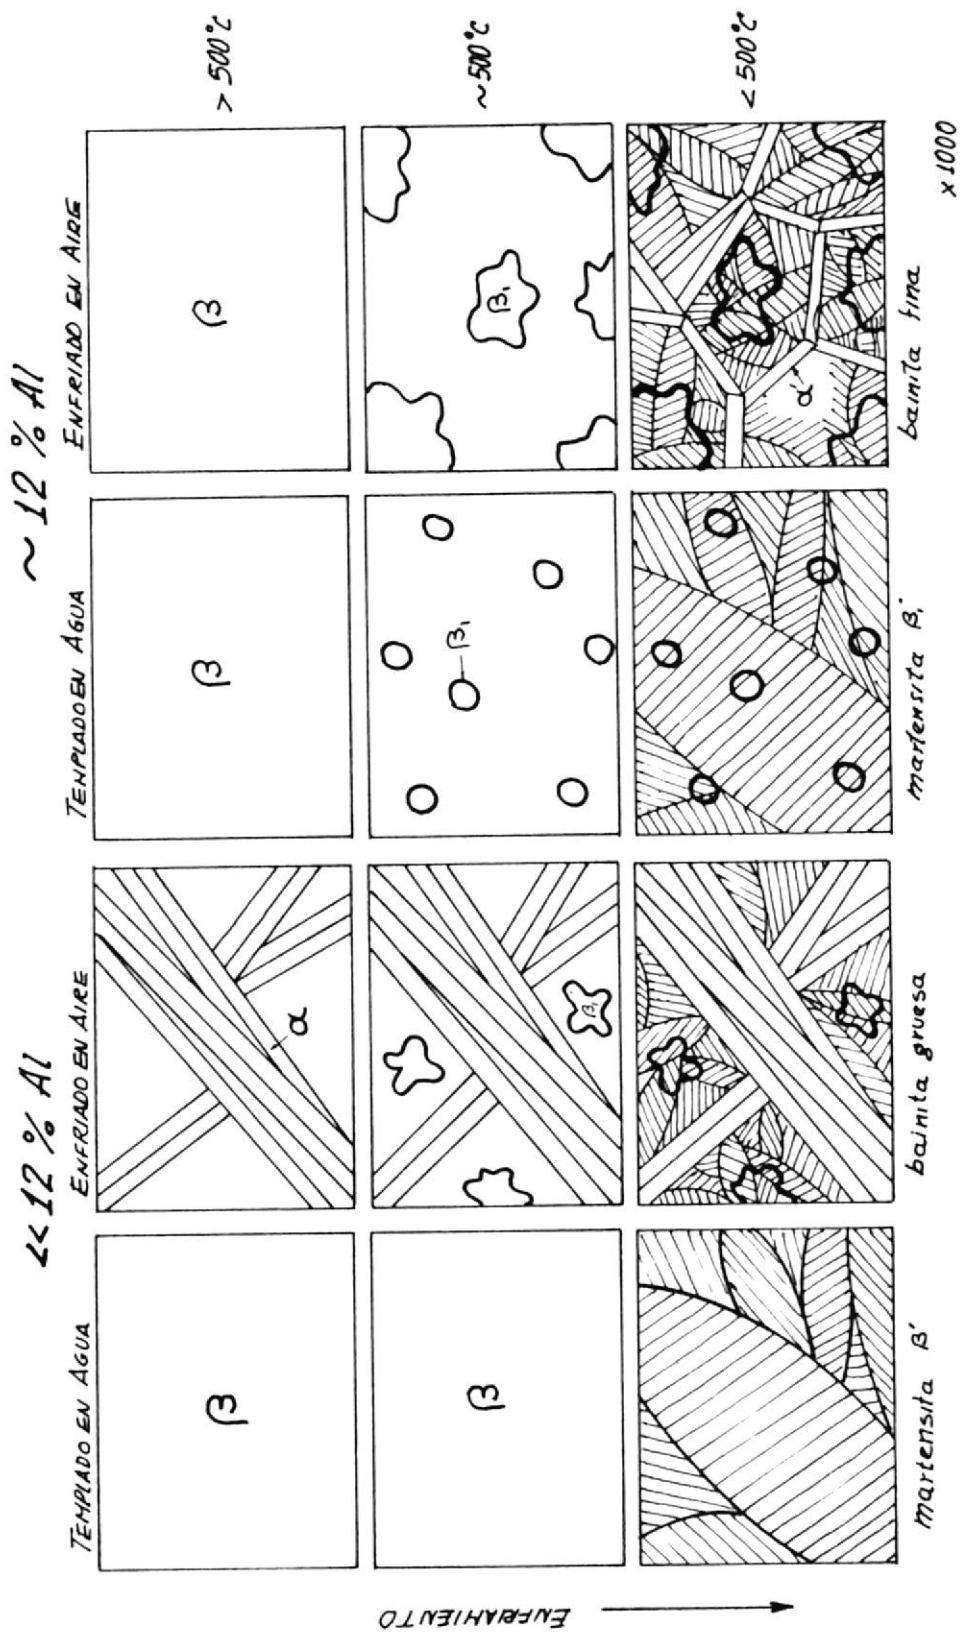 <<12 % Al
~ 12 % Al
TEMPLADO EN AGUA
ENFRIADO EN AIRE
TEMPLADO EN AGUA
ENFRIADO EN AIRE
β
α
β
β
> 500°C
β
β₁
β₁
β₁
~500°C
α
< 500°C
martensita β'
bainita gruesa
martensita β₁'
bainita fina
x 1000
ENFRIAMIENTO